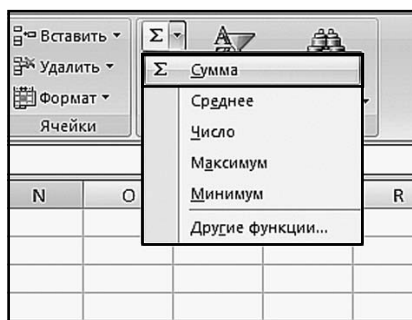 Вставить
Σ
Удалить
Σ Сумма
Формат
Среднее
Ячейки
Число
Максимум
Минимум
N O R
Другие функции...